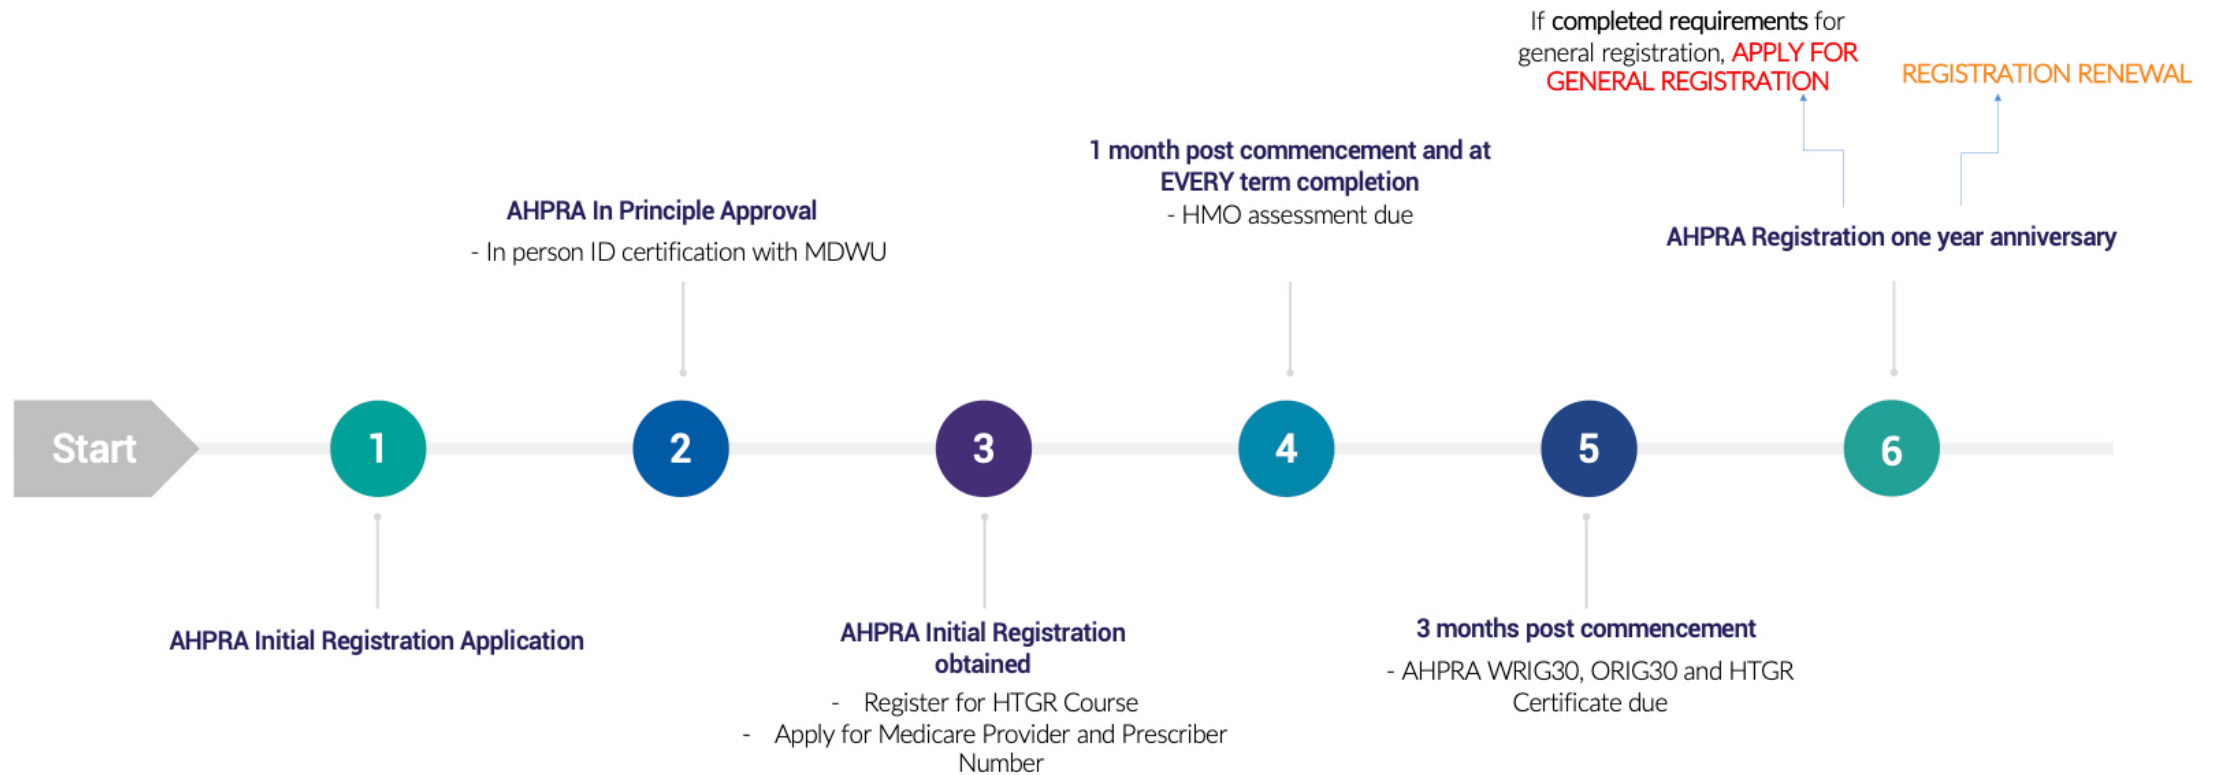 If completed requirements for
general registration, APPLY FOR
GENERAL REGISTRATION
REGISTRATION RENEWAL
1 month post commencement and at
EVERY term completion
- HMO assessment due
AHPRA In Principle Approval
- In person ID certification with MDWU
AHPRA Registration one year anniversary
Start
1
2
3
4
5
6
AHPRA Initial Registration Application
AHPRA Initial Registration
obtained
- Register for HTGR Course
- Apply for Medicare Provider and Prescriber
Number
3 months post commencement
- AHPRA WRIG30, ORIG30 and HTGR
Certificate due